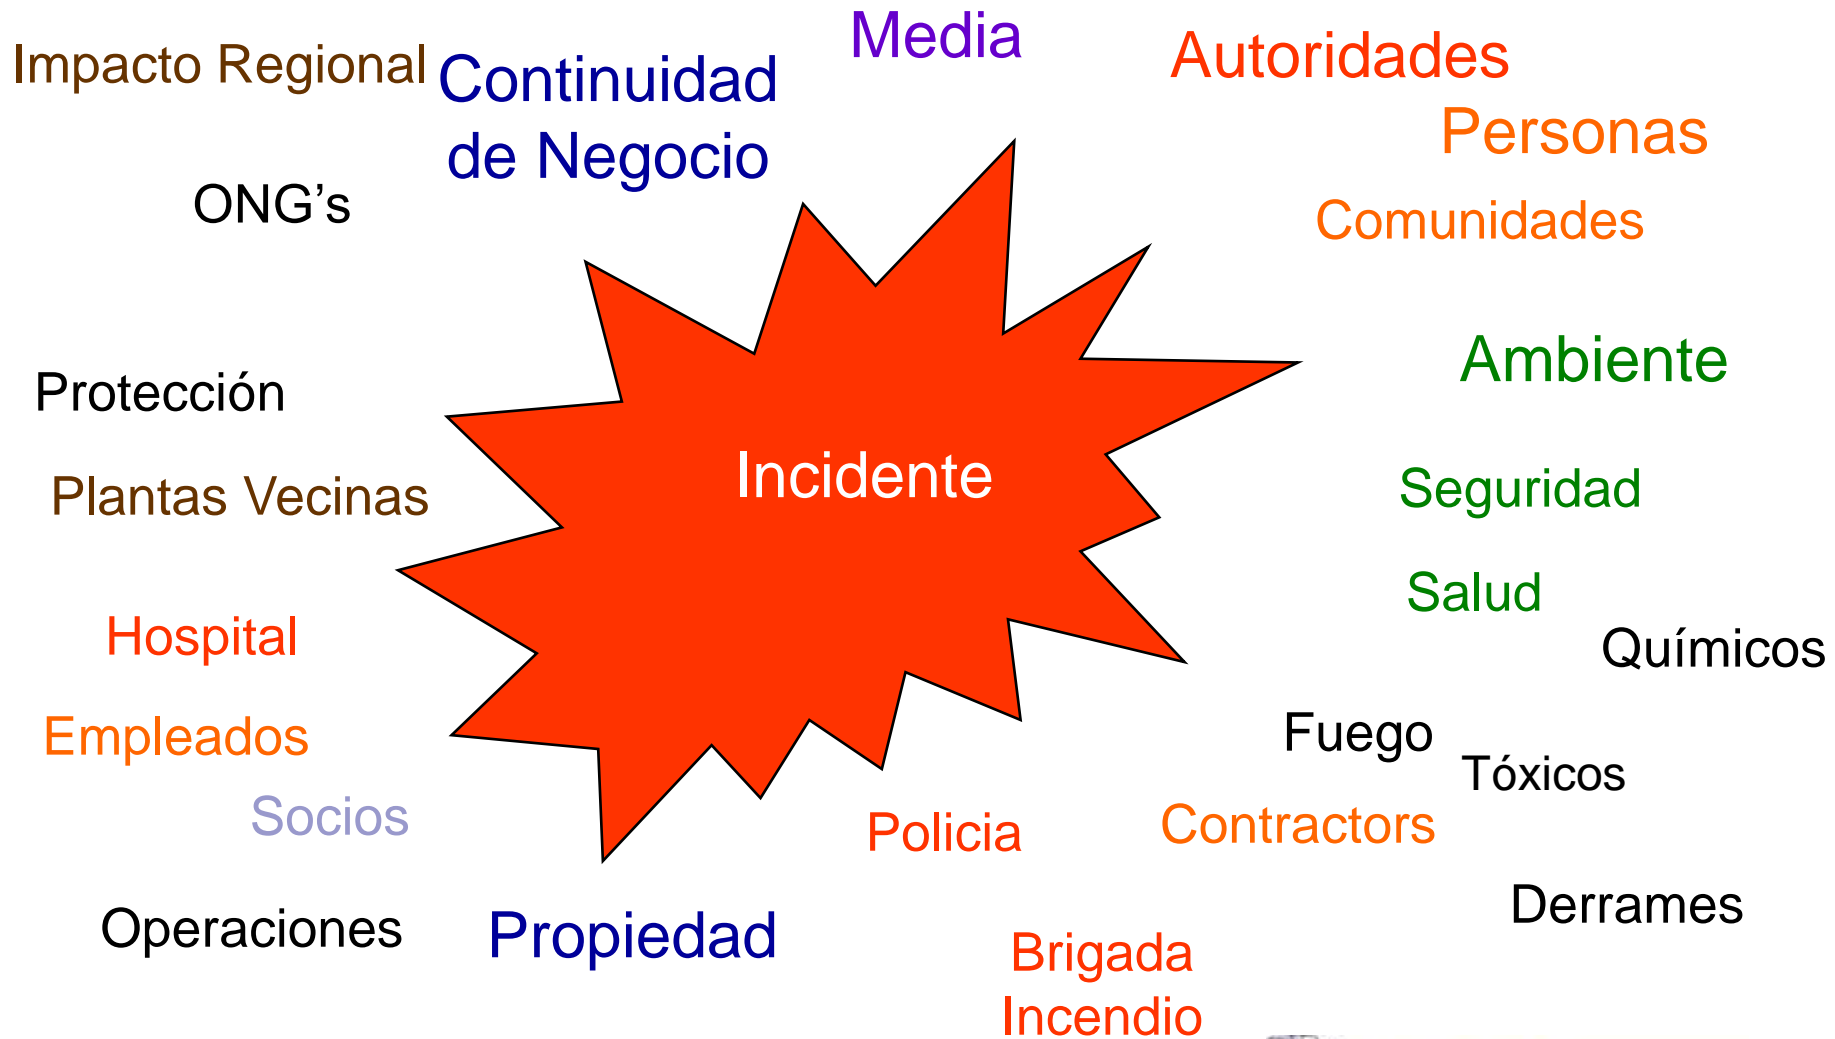 Media
Autoridades
Impacto Regional
Continuidad
de Negocio
Personas
ONG’s
Comunidades
Ambiente
Protección
Incidente
Plantas Vecinas
Seguridad
Salud
Hospital
Químicos
Empleados
Fuego
Tóxicos
Socios
Policia
Contractors
Derrames
Operaciones
Propiedad
Brigada
Incendio